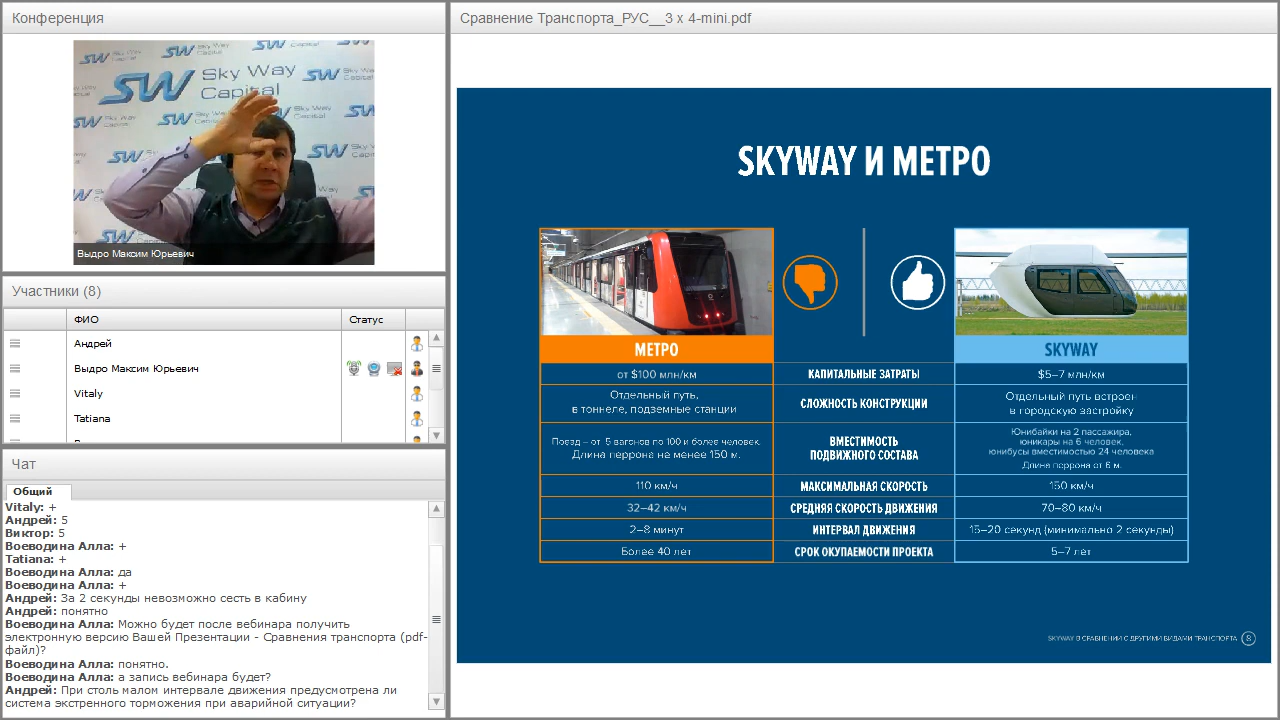 Конференция
SW
Sky Way
Capital
Выдро Максим Юрьевич
Участники (8)
ФИО
Статус
Андрей
Выдро Максим Юрьевич
Vitaly
Tatiana
Чат
Общий
Vitaly: +
Андрей: 5
Виктор: 5
Воеводина Алла: +
Tatiana: +
Воеводина Алла: да
Воеводина Алла: +
Андрей: За 2 секунды невозможно сесть в кабину
Андрей: понятно
Воеводина Алла: Можно будет после вебинара получить
электронную версию Вашей Презентации - Сравнения транспорта (pdf-
файл)?
Воеводина Алла: понятно.
Воеводина Алла: а запись вебинара будет?
Андрей: При столь малом интервале движения предусмотрена ли
система экстренного торможения при аварийной ситуации?
Сравнение Транспорта_РУС__3 x 4-mini.pdf
SKYWAY И МЕТРО
МЕТРО
SKYWAY
от $100 млн/км
КАПИТАЛЬНЫЕ ЗАТРАТЫ
$5–7 млн/км
Отдельный путь,
в тоннеле, подземные станции
СЛОЖНОСТЬ КОНСТРУКЦИИ
Отдельный путь встроен
в городскую застройку
Поезд – от 5 вагонов по 100 и более человек.
Длина перрона не менее 150 м.
ВМЕСТИМОСТЬ
ПОДВИЖНОГО СОСТАВА
Юнибайки на 2 пассажира,
юникары на 6 человек,
юнибусы вместимостью 24 человека
Длина перрона от 6 м.
110 км/ч
МАКСИМАЛЬНАЯ СКОРОСТЬ
150 км/ч
32–42 км/ч
СРЕДНЯЯ СКОРОСТЬ ДВИЖЕНИЯ
70–80 км/ч
2–8 минут
ИНТЕРВАЛ ДВИЖЕНИЯ
15–20 секунд (минимально 2 секунды)
Более 40 лет
СРОК ОКУПАЕМОСТИ ПРОЕКТА
5–7 лет
SKYWAY В СРАВНЕНИИ С ДРУГИМИ ВИДАМИ ТРАНСПОРТА 8